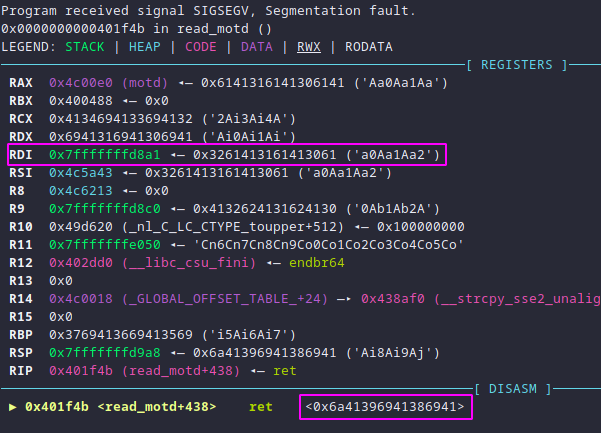 Program received signal SIGSEGV, Segmentation fault.
0x0000000000401f4b in read_motd ()
LEGEND: STACK | HEAP | CODE | DATA | RWX | RODATA
[ REGISTERS ]
RAX 0x4c00e0 (motd) ◂— 0x6141316141306141 ('Aa0Aa1Aa')
RBX 0x400488 ◂— 0x0
RCX 0x4134694133694132 ('2Ai3Ai4A')
RDX 0x6941316941306941 ('Ai0Ai1Ai')
RDI 0x7fffffffd8a1 ◂— 0x3261413161413061 ('a0Aa1Aa2')
RSI 0x4c5a43 ◂— 0x3261413161413061 ('a0Aa1Aa2')
R8 0x4c6213 ◂— 0x0
R9 0x7fffffffd8c0 ◂— 0x4132624131624130 ('0Ab1Ab2A')
R10 0x49d620 (_nl_C_LC_CTYPE_toupper+512) ◂— 0x100000000
R11 0x7fffffffe050 ◂— 'Cn6Cn7Cn8Cn9Co0Co1Co2Co3Co4Co5Co'
R12 0x402dd0 (__libc_csu_fini) ◂— endbr64
R13 0x0
R14 0x4c0018 (_GLOBAL_OFFSET_TABLE_+24) —▸ 0x438af0 (__strcpy_sse2_unalig
R15 0x0
RBP 0x3769413669413569 ('i5Ai6Ai7')
RSP 0x7fffffffd9a8 ◂— 0x6a41396941386941 ('Ai8Ai9Aj')
RIP 0x401f4b (read_motd+438) ◂— ret
[ DISASM ]
► 0x401f4b <read_motd+438> ret <0x6a41396941386941>